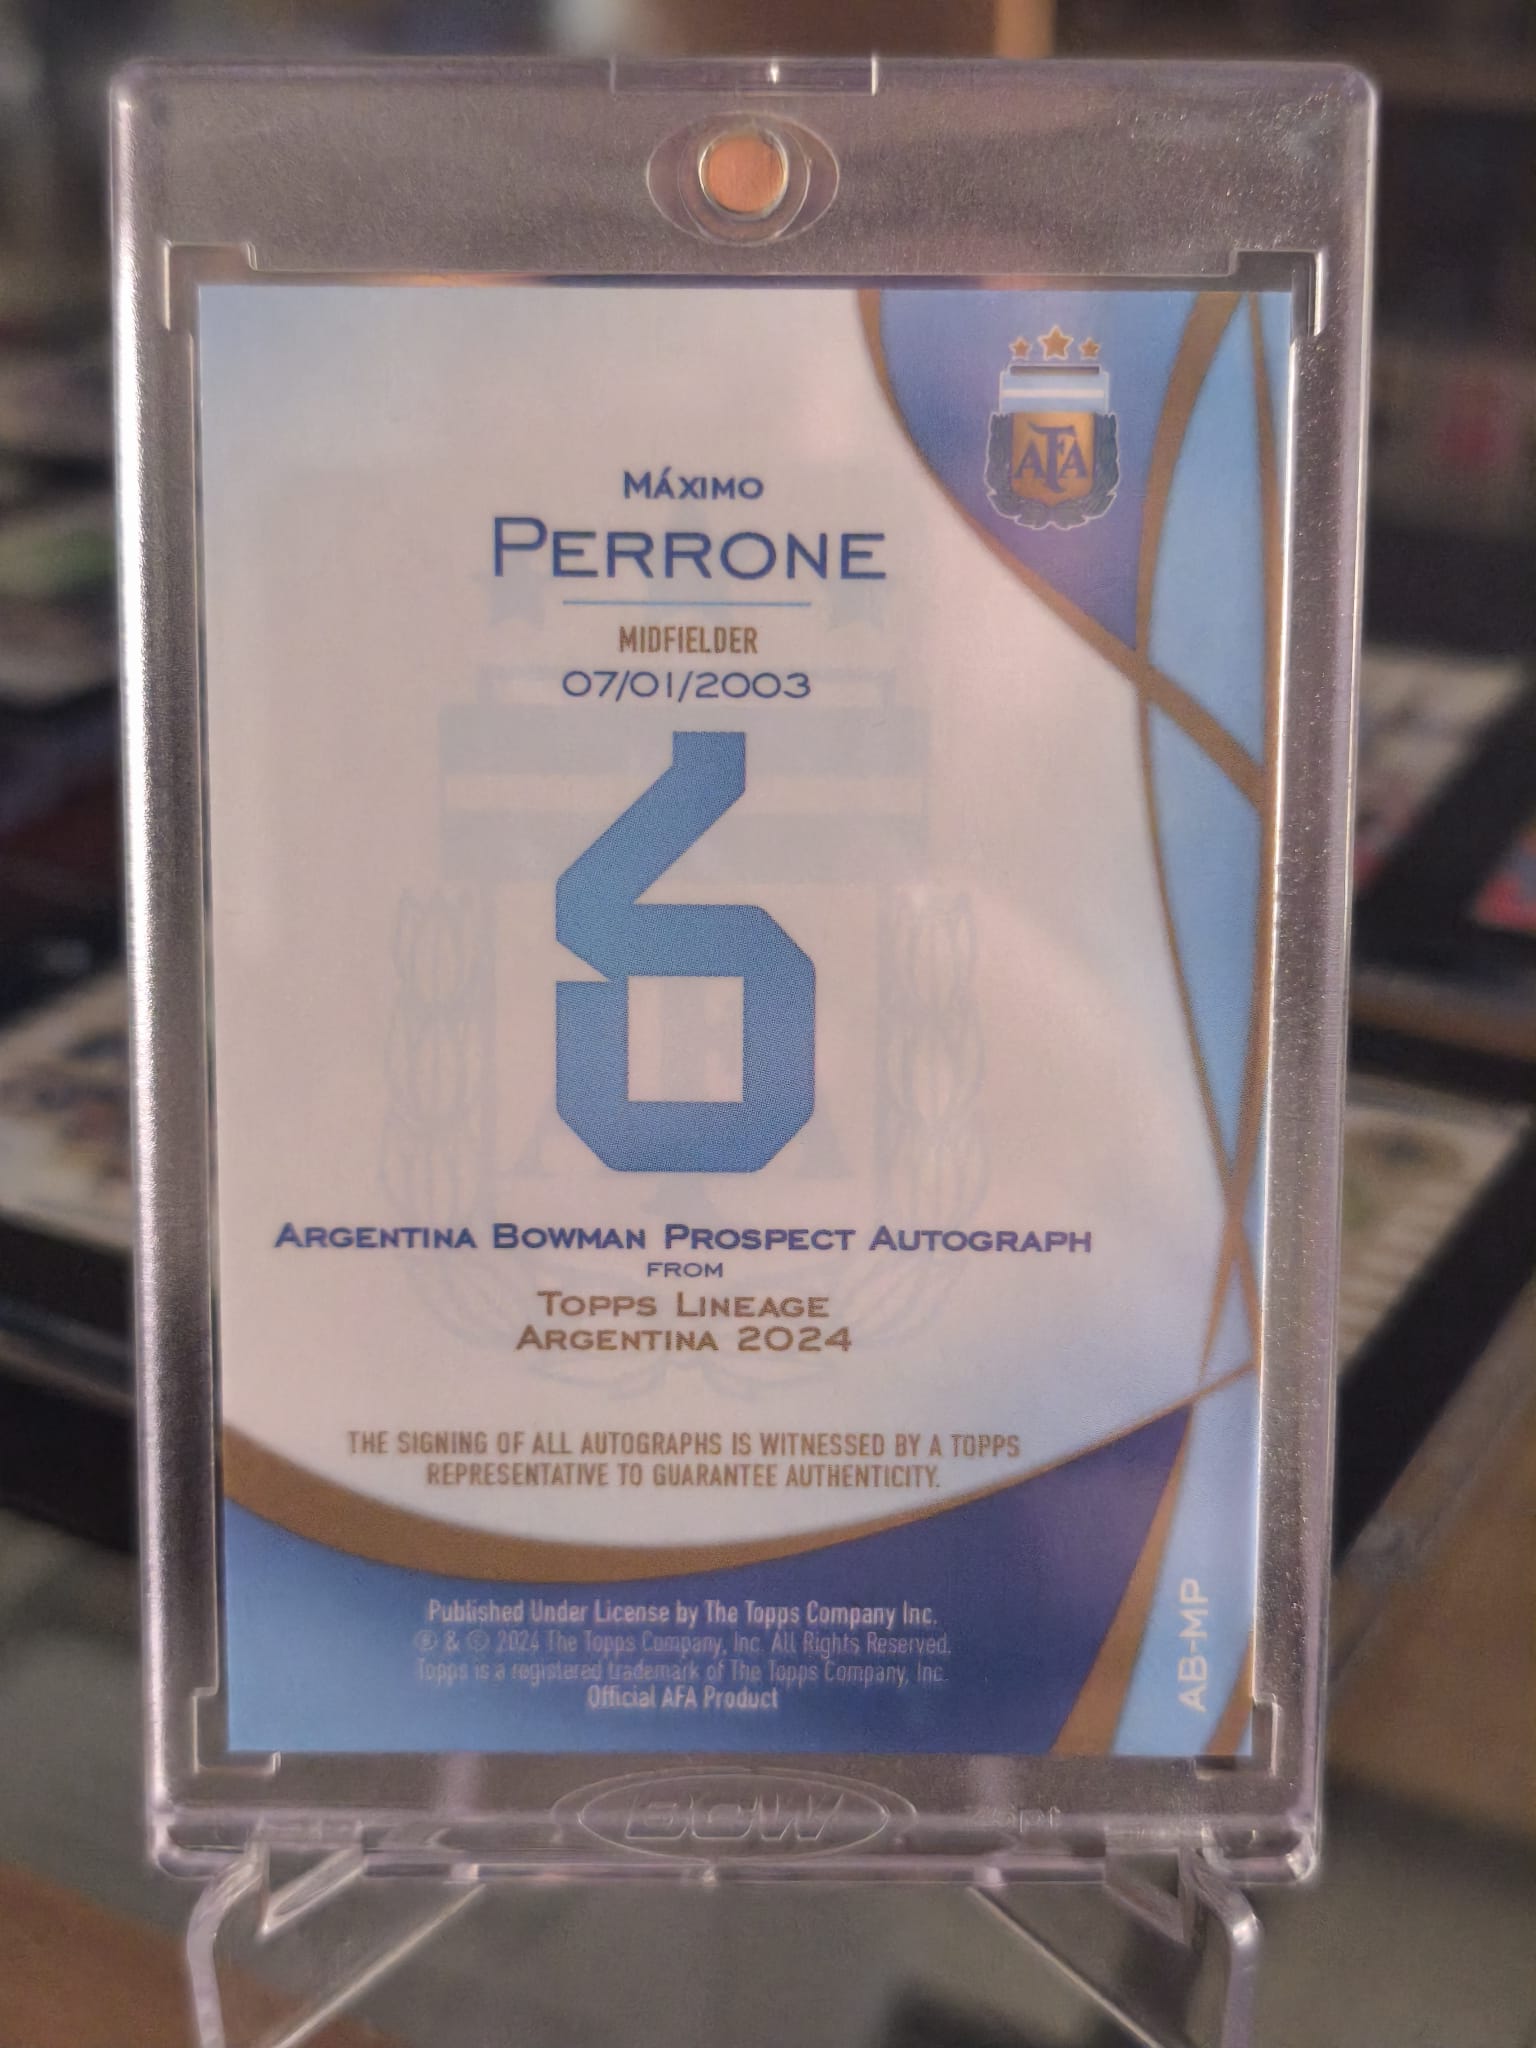 AFA
MÁXIMO
PERRONE
MIDFIELDER
07/01/2003
6
ARGENTINA BOWMAN PROSPECT AUTOGRAPH
FROM
TOPPS LINEAGE
ARGENTINA 2024
THE SIGNING OF ALL AUTOGRAPHS IS WITNESSED BY A TOPPS
REPRESENTATIVE TO GUARANTEE AUTHENTICITY.
Published Under License by The Topps Company Inc.
® & © 2024 The Topps Company, Inc. All Rights Reserved.
Topps is a registered trademark of The Topps Company, Inc.
Official AFA Product
AB-MP
BCW